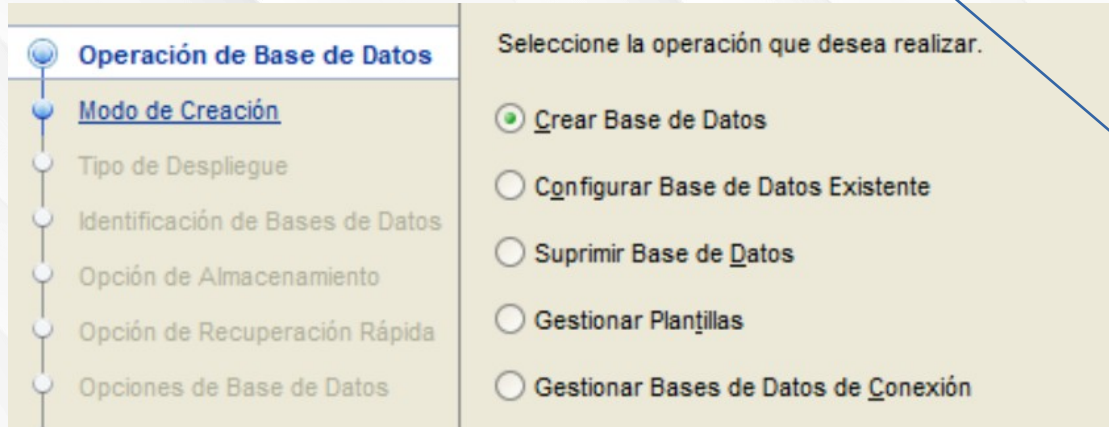 Operación de Base de Datos
Modo de Creación
Tipo de Despliegue
Identificación de Bases de Datos
Opción de Almacenamiento
Opción de Recuperación Rápida
Opciones de Base de Datos
Seleccione la operación que desea realizar.
Crear Base de Datos
Configurar Base de Datos Existente
Suprimir Base de Datos
Gestionar Plantillas
Gestionar Bases de Datos de Conexión